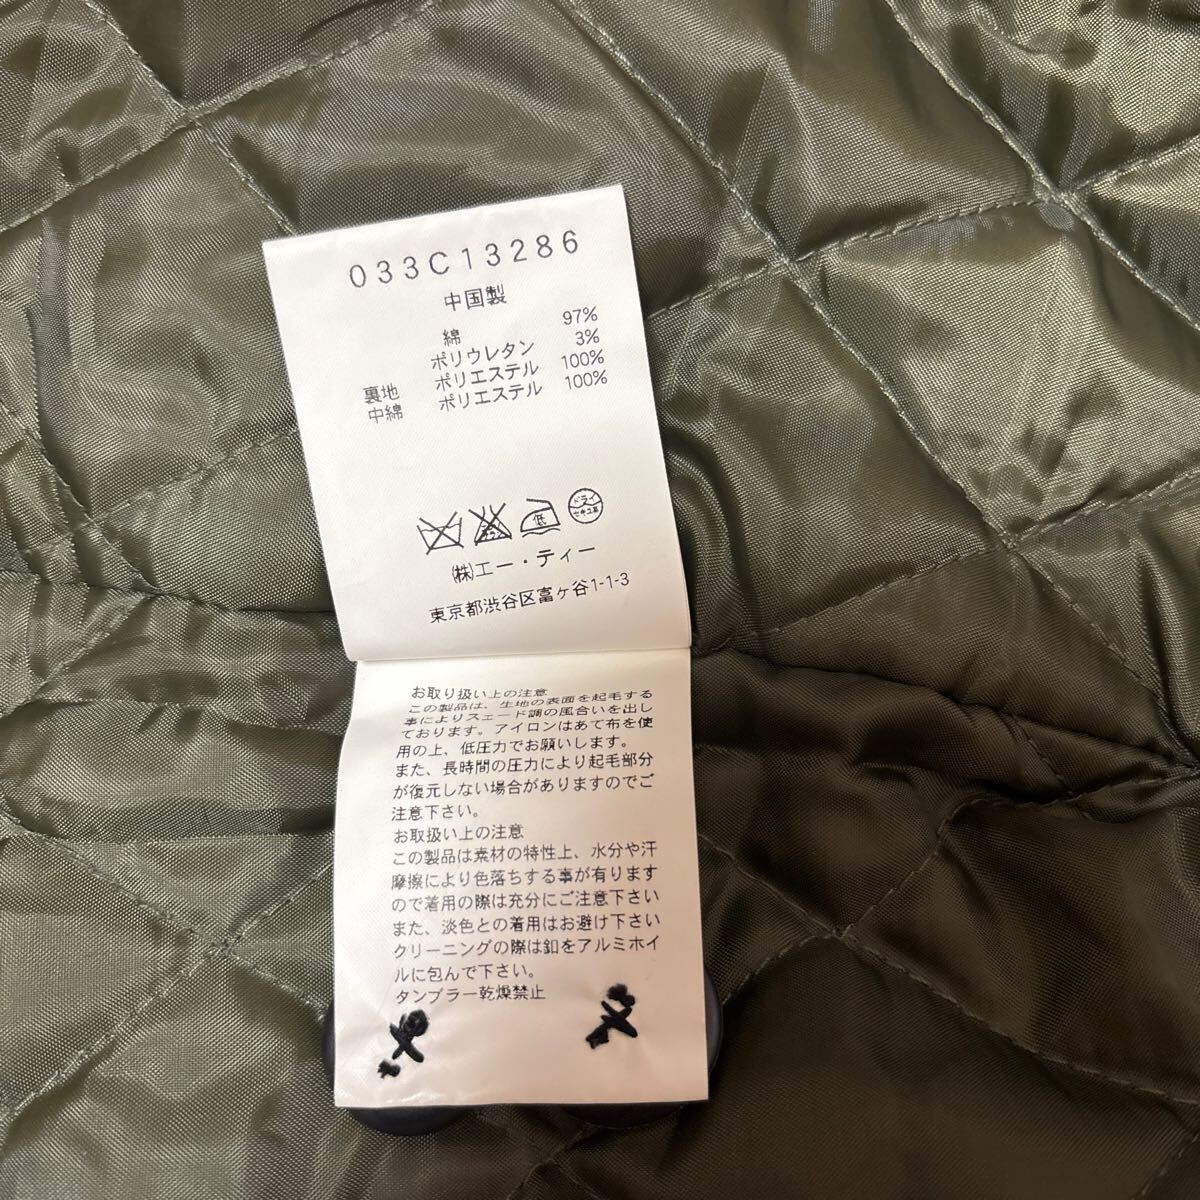 033C13286
中国製
綿 97%
ポリウレタン 3%
裏地 ポリエステル 100%
中綿 ポリエステル 100%
低 ドライ セキユ系
㈱エー・ティー
東京都渋谷区富ヶ谷1-1-3
お取り扱い上の注意
この製品は、生地の表面を起毛する
事によりスェード調の風合いを出し
ております。アイロンはあて布を使
用の上、低圧力でお願いします。
また、長時間の圧力により起毛部分
が復元しない場合がありますのでご
注意下さい。
お取扱い上の注意
この製品は素材の特性上、水分や汗
摩擦により色落ちする事が有ります
ので着用の際は充分にご注意下さい
また、淡色との着用はお避け下さい
クリーニングの際は釦をアルミホイ
ルに包んで下さい。
タンブラー乾燥禁止